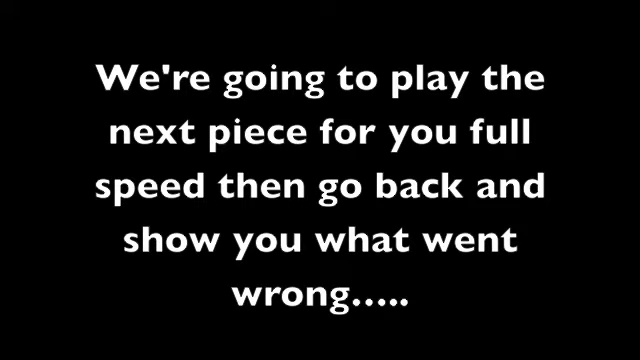 We're going to play the
next piece for you full
speed then go back and
show you what went
wrong.....